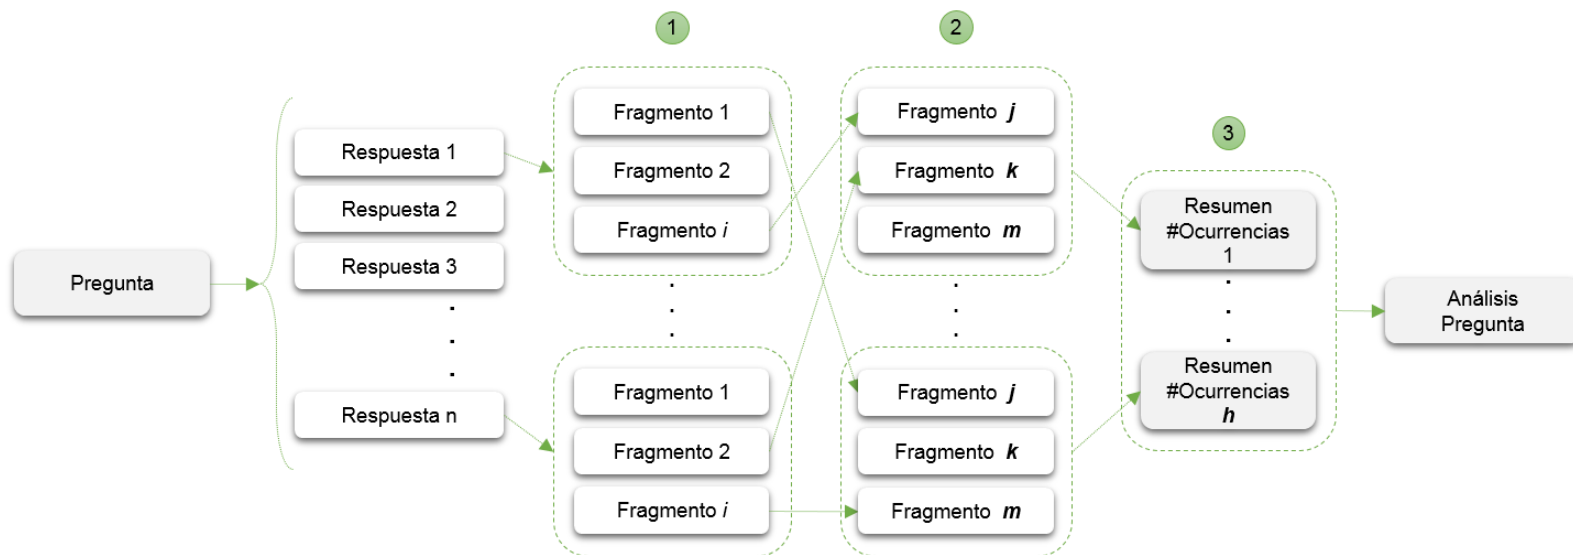 1
2
3
Pregunta
Respuesta 1
Respuesta 2
Respuesta 3
Respuesta n
Fragmento 1
Fragmento 2
Fragmento i
Fragmento 1
Fragmento 2
Fragmento i
Fragmento j
Fragmento k
Fragmento m
Fragmento j
Fragmento k
Fragmento m
Resumen
#Ocurrencias
1
Resumen
#Ocurrencias
h
Análisis
Pregunta